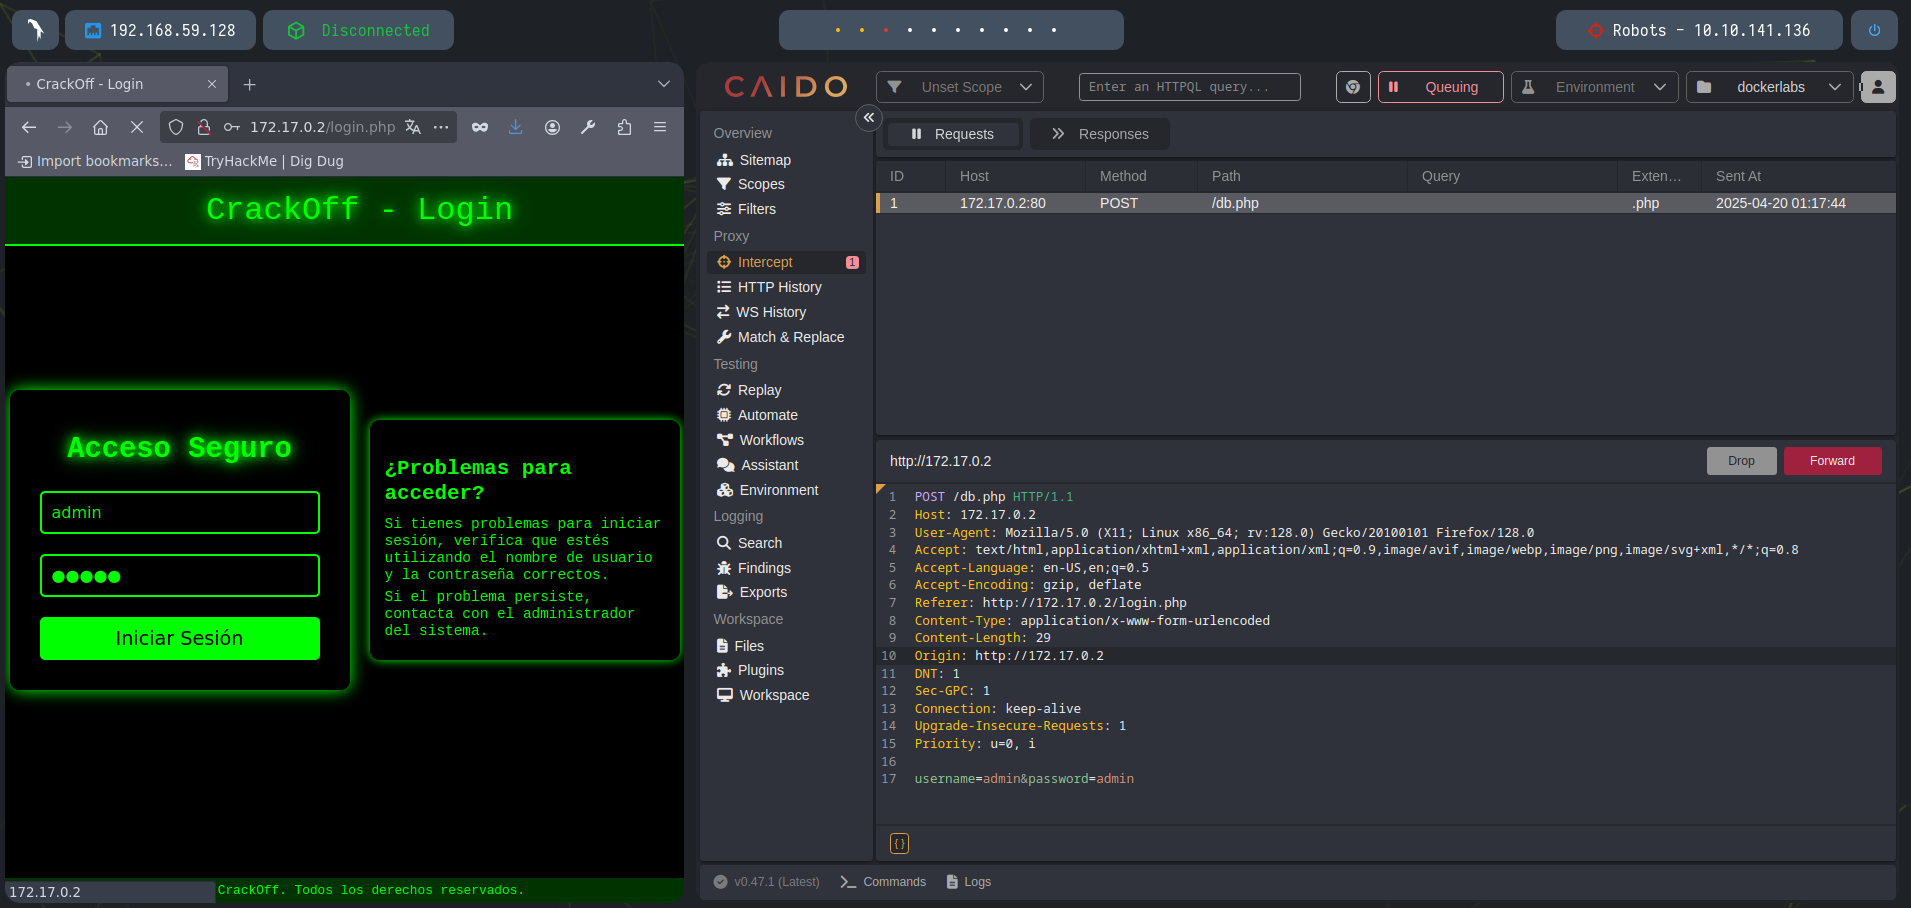 192.168.59.128
Disconnected
Robots - 10.10.141.136
CrackOff - Login
172.17.0.2/login.php
Import bookmarks...
TryHackMe | Dig Dug
CrackOff - Login
Acceso Seguro
admin
●●●●●
Iniciar Sesión
¿Problemas para
acceder?
Si tienes problemas para iniciar
sesión, verifica que estés
utilizando el nombre de usuario
y la contraseña correctos.
Si el problema persiste,
contacta con el administrador
del sistema.
172.17.0.2
CrackOff. Todos los derechos reservados.
CAIDO
Unset Scope
Enter an HTTPQL query...
Queuing
Environment
dockerlabs
Overview
Sitemap
Scopes
Filters
Proxy
Intercept 1
HTTP History
WS History
Match & Replace
Testing
Replay
Automate
Workflows
Assistant
Environment
Logging
Search
Findings
Exports
Workspace
Files
Plugins
Workspace
Requests
Responses
ID Host Method Path Query Exten... Sent At
1 172.17.0.2:80 POST /db.php .php 2025-04-20 01:17:44
http://172.17.0.2
Drop
Forward
1 POST /db.php HTTP/1.1
2 Host: 172.17.0.2
3 User-Agent: Mozilla/5.0 (X11; Linux x86_64; rv:128.0) Gecko/20100101 Firefox/128.0
4 Accept: text/html,application/xhtml+xml,application/xml;q=0.9,image/avif,image/webp,image/png,image/svg+xml,*/*;q=0.8
5 Accept-Language: en-US,en;q=0.5
6 Accept-Encoding: gzip, deflate
7 Referer: http://172.17.0.2/login.php
8 Content-Type: application/x-www-form-urlencoded
9 Content-Length: 29
10 Origin: http://172.17.0.2
11 DNT: 1
12 Sec-GPC: 1
13 Connection: keep-alive
14 Upgrade-Insecure-Requests: 1
15 Priority: u=0, i
16
17 username=admin&password=admin
{}
v0.47.1 (Latest)
Commands
Logs